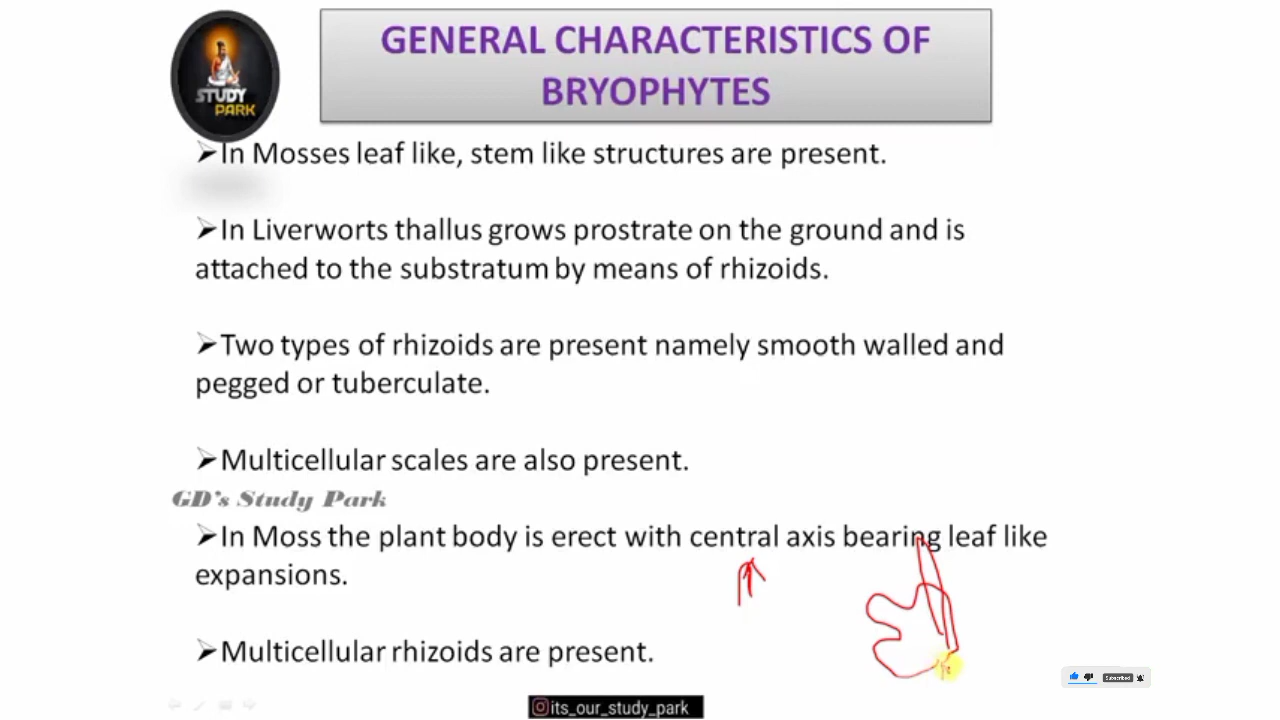 GENERAL CHARACTERISTICS OF
BRYOPHYTES
STUDY
PARK
➢In Mosses leaf like, stem like structures are present.
➢In Liverworts thallus grows prostrate on the ground and is
attached to the substratum by means of rhizoids.
➢Two types of rhizoids are present namely smooth walled and
pegged or tuberculate.
➢Multicellular scales are also present.
GD's Study Park
➢In Moss the plant body is erect with central axis bearing leaf like
expansions.
➢Multicellular rhizoids are present.
Subscribed
its_our_study_park